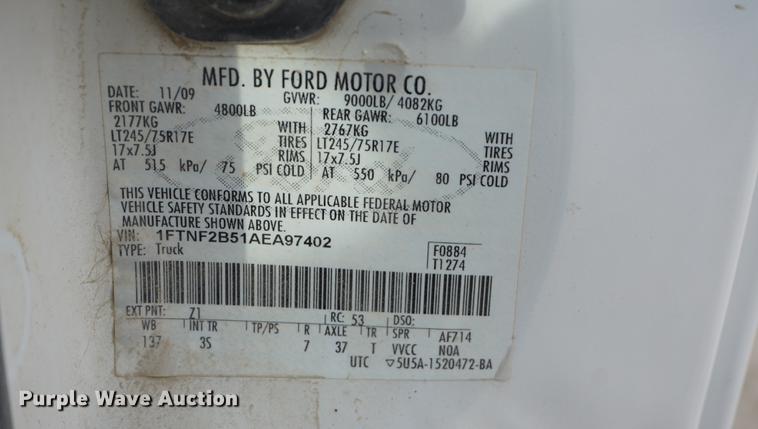 MFD. BY FORD MOTOR CO.
DATE: 11/09 GVWR: 9000LB/ 4082KG
FRONT GAWR: 4800LB REAR GAWR: 6100LB
2177KG WITH 2767KG WITH
LT245/75R17E TIRES LT245/75R17E TIRES
17x7.5J RIMS 17x7.5J RIMS
AT 515 kPa/ 75 PSI COLD AT 550 kPa/ 80 PSI COLD
THIS VEHICLE CONFORMS TO ALL APPLICABLE FEDERAL MOTOR
VEHICLE SAFETY STANDARDS IN EFFECT ON THE DATE OF
MANUFACTURE SHOWN ABOVE.
VIN: 1FTNF2B51AEA97402 F0884
TYPE: Truck T1274
EXT PNT: Z1 RC: 53 DSO:
WB INT TR TP/PS R AXLE TR SPR AF714
137 3S 7 37 T VVCC NOA
UTC ▽5U5A-1520472-BA
Purple Wave Auction